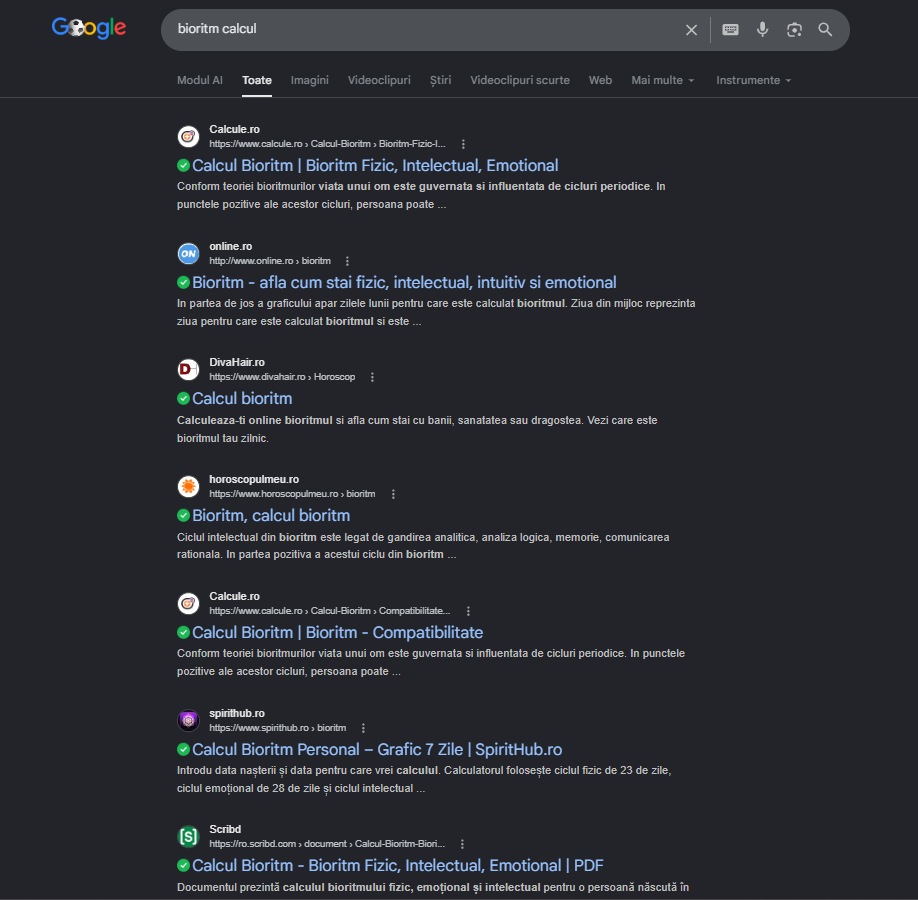 Google
bioritm calcul
Modul AI Toate Imagini Videoclipuri Știri Videoclipuri scurte Web Mai multe Instrumente
Calcule.ro
https://www.calcule.ro › Calcul-Bioritm › Bioritm-Fizic-I...
Calcul Bioritm | Bioritm Fizic, Intelectual, Emotional
Conform teoriei bioritmurilor viata unui om este guvernata si influentata de cicluri periodice. In
punctele pozitive ale acestor cicluri, persoana poate ...
ON
online.ro
http://www.online.ro › bioritm
Bioritm - afla cum stai fizic, intelectual, intuitiv si emotional
In partea de jos a graficului apar zilele lunii pentru care este calculat bioritmul. Ziua din mijloc reprezinta
ziua pentru care este calculat bioritmul si este ...
D
DivaHair.ro
https://www.divahair.ro › Horoscop
Calcul bioritm
Calculeaza-ti online bioritmul si afla cum stai cu banii, sanatatea sau dragostea. Vezi care este
bioritmul tau zilnic.
horoscopulmeu.ro
https://www.horoscopulmeu.ro › bioritm
Bioritm, calcul bioritm
Ciclul intelectual din bioritm este legat de gandirea analitica, analiza logica, memorie, comunicarea
rationala. In partea pozitiva a acestui ciclu din bioritm ...
Calcule.ro
https://www.calcule.ro › Calcul-Bioritm › Compatibilitate...
Calcul Bioritm | Bioritm - Compatibilitate
Conform teoriei bioritmurilor viata unui om este guvernata si influentata de cicluri periodice. In punctele
pozitive ale acestor cicluri, persoana poate ...
spirithub.ro
https://www.spirithub.ro › bioritm
Calcul Bioritm Personal – Grafic 7 Zile | SpiritHub.ro
Introdu data nașterii și data pentru care vrei calculul. Calculatorul folosește ciclul fizic de 23 de zile,
ciclul emoțional de 28 de zile și ciclul intelectual ...
[S]
Scribd
https://ro.scribd.com › document › Calcul-Bioritm-Biori...
Calcul Bioritm - Bioritm Fizic, Intelectual, Emotional | PDF
Documentul prezintă calculul bioritmului fizic, emoțional și intelectual pentru o persoană născută în